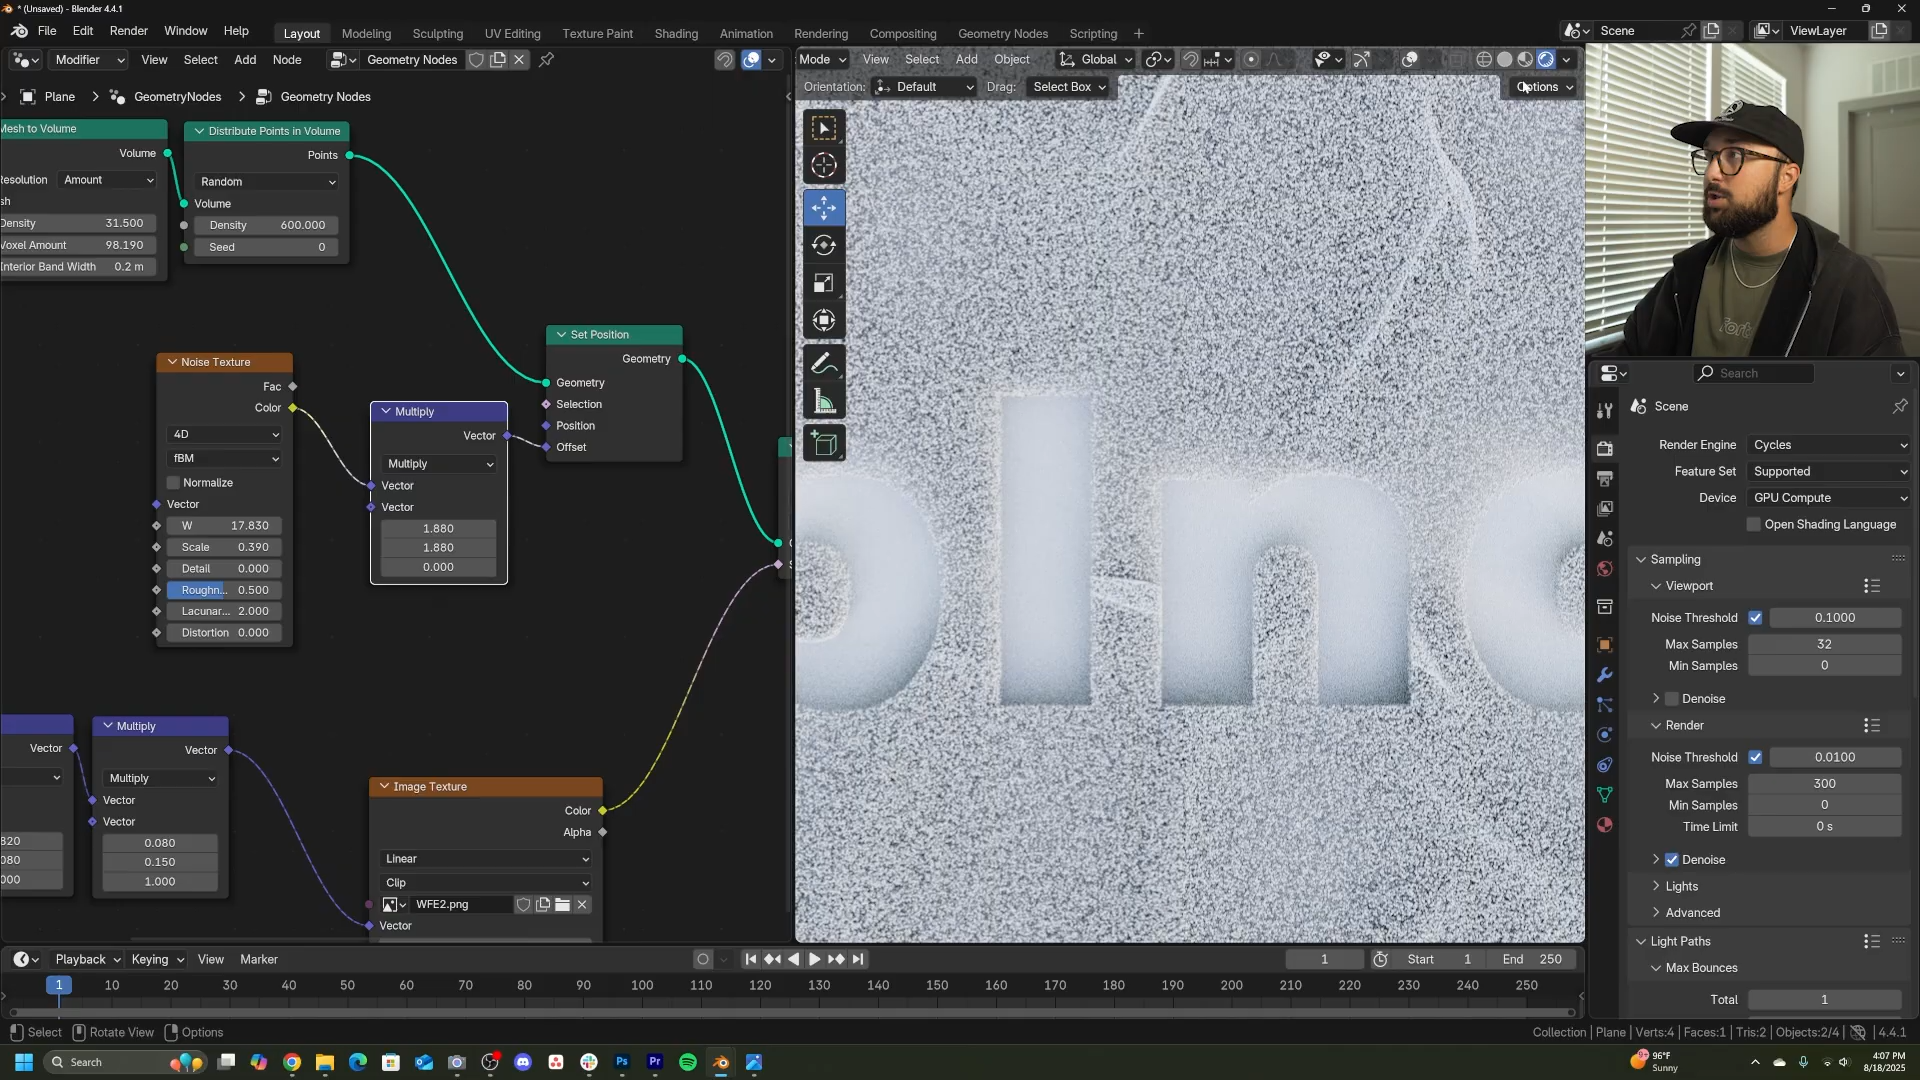 * (Unsaved) - Blender 4.4.1
File Edit Render Window Help Layout Modeling Sculpting UV Editing Texture Paint Shading Animation Rendering Compositing Geometry Nodes Scripting + Scene ViewLayer
Modifier View Select Add Node Geometry Nodes
Mode View Select Add Object Global
Orientation: Default Drag: Select Box Options
Plane > GeometryNodes > Geometry Nodes
Mesh to Volume
Volume
Resolution Amount
sh
Density 31.500
Voxel Amount 98.190
Interior Band Width 0.2 m
Distribute Points in Volume
Points
Random
Volume
Density 600.000
Seed 0
Set Position
Geometry
Geometry
Selection
Position
Offset
Noise Texture
Fac
Color
4D
fBM
Normalize
Vector
W 17.830
Scale 0.390
Detail 0.000
Roughn... 0.500
Lacunar... 2.000
Distortion 0.000
Multiply
Vector
Multiply
Vector
Vector
1.880
1.880
0.000
Vector
820
080
000
Multiply
Vector
Multiply
Vector
Vector
0.080
0.150
1.000
Image Texture
Color
Alpha
Linear
Clip
WFE2.png
Vector
Search
Scene
Render Engine Cycles
Feature Set Supported
Device GPU Compute
Open Shading Language
Sampling
Viewport
Noise Threshold 0.1000
Max Samples 32
Min Samples 0
Denoise
Render
Noise Threshold 0.0100
Max Samples 300
Min Samples 0
Time Limit 0 s
Denoise
Lights
Advanced
Light Paths
Max Bounces
Total 1
Playback Keying View Marker 1 Start 1 End 250
1 10 20 30 40 50 60 70 80 90 100 110 120 130 140 150 160 170 180 190 200 210 220 230 240 250
Select Rotate View Options Collection | Plane | Verts:4 | Faces:1 | Tris:2 | Objects:2/4 | 4.4.1
Search
96°F
Sunny
4:07 PM
8/18/2025